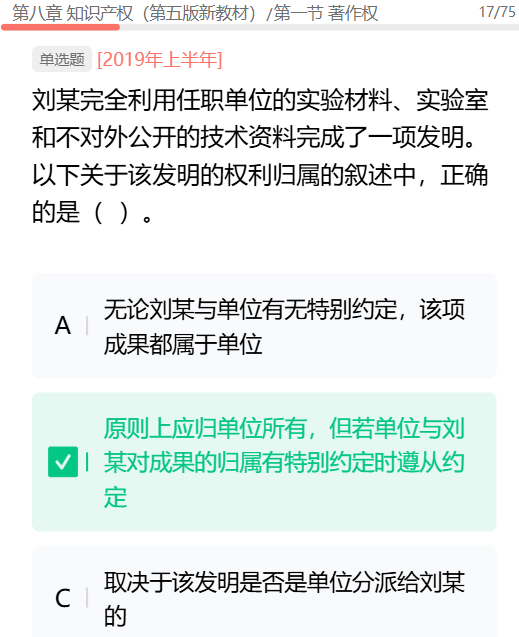 第八章 知识产权（第五版新教材）/第一节 著作权
17/75
单选题 [2019年上半年]
刘某完全利用任职单位的实验材料、实验室
和不对外公开的技术资料完成了一项发明。
以下关于该发明的权利归属的叙述中，正确
的是（ ）。
A 无论刘某与单位有无特别约定，该项
成果都属于单位
原则上应归单位所有，但若单位与刘
某对成果的归属有特别约定时遵从约
定
C 取决于该发明是否是单位分派给刘某
的